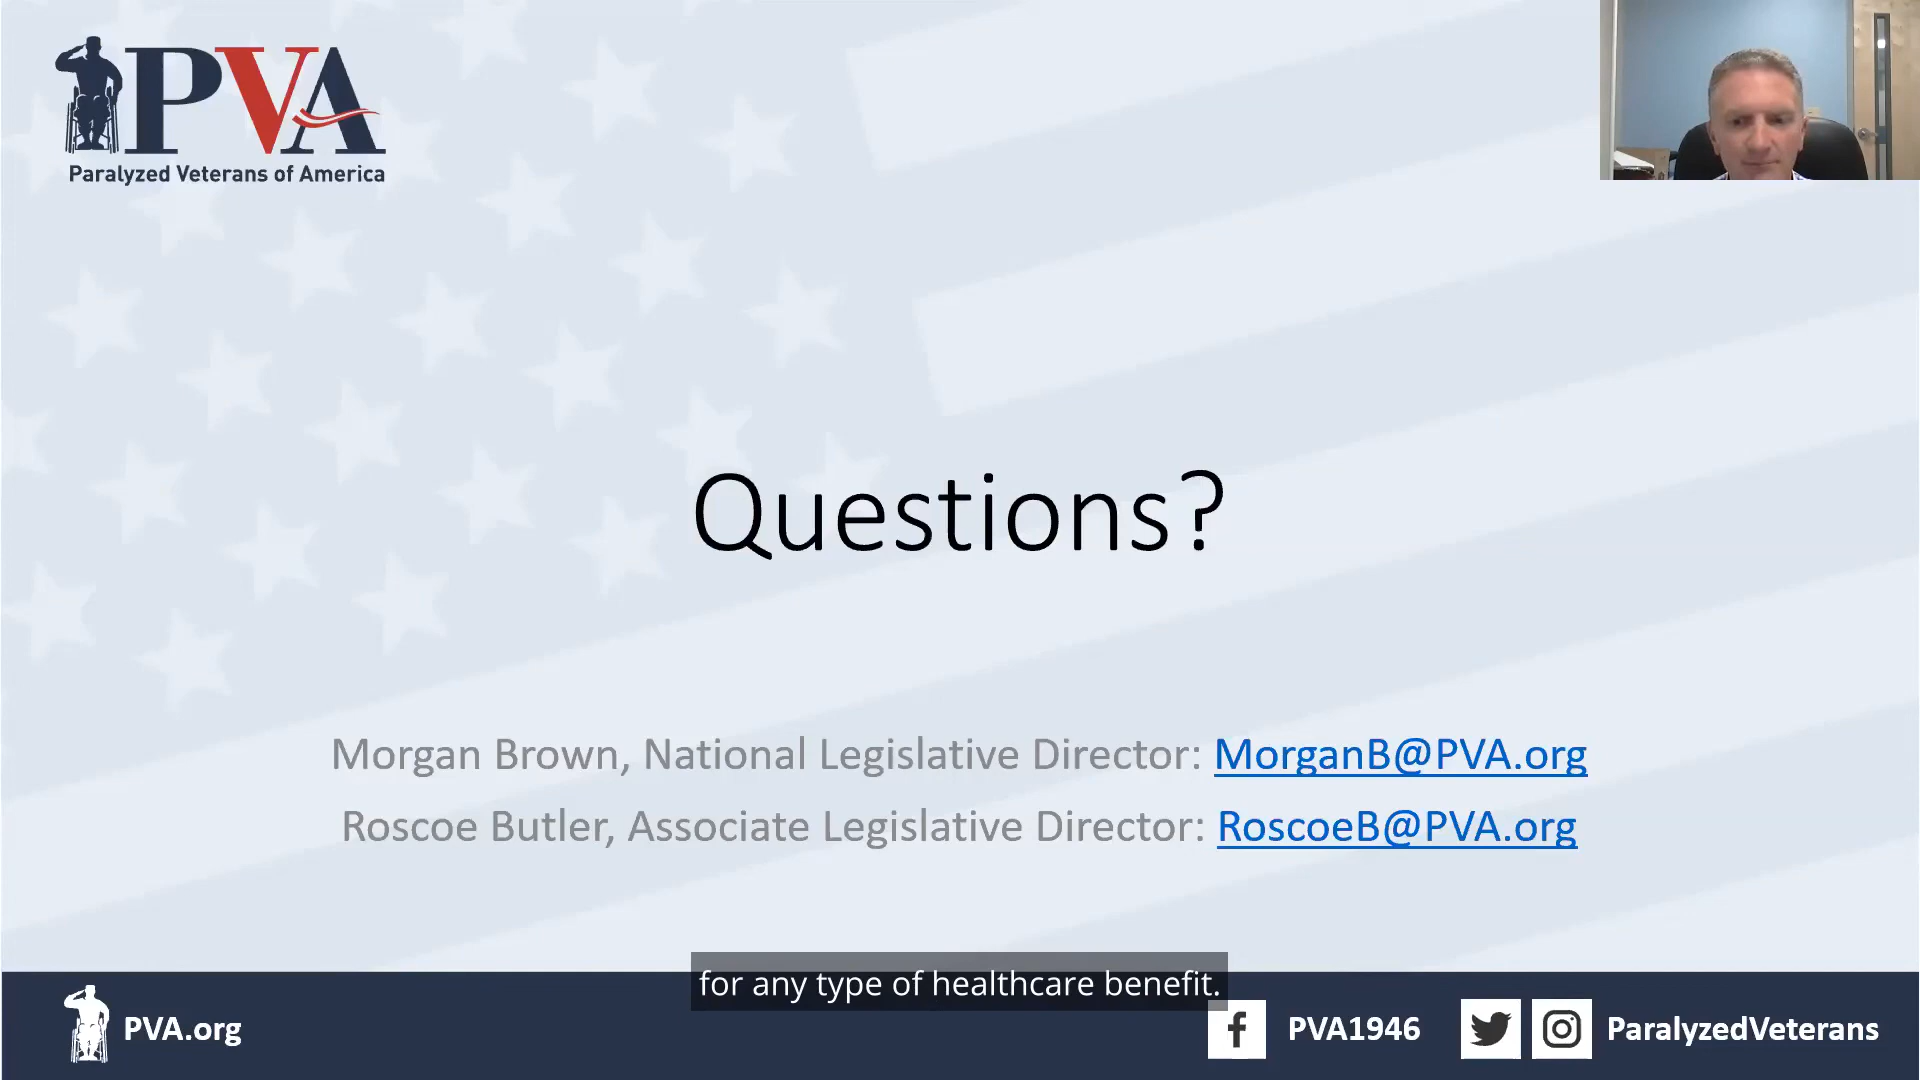 PVA
Paralyzed Veterans of America
Questions?
Morgan Brown, National Legislative Director: MorganB@PVA.org
Roscoe Butler, Associate Legislative Director: RoscoeB@PVA.org
for any type of healthcare benefit.
PVA.org
PVA1946
ParalyzedVeterans